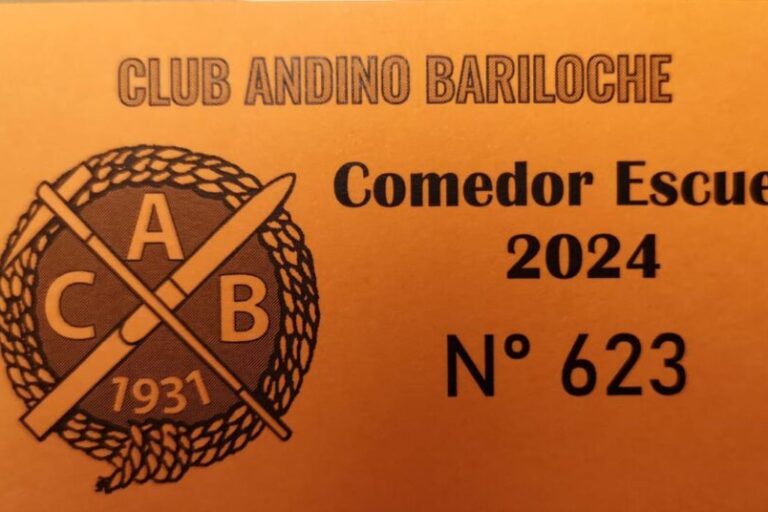 CLUB ANDINO BARILOCHE
Comedor Escue
2024
N° 623
A
C B
1931